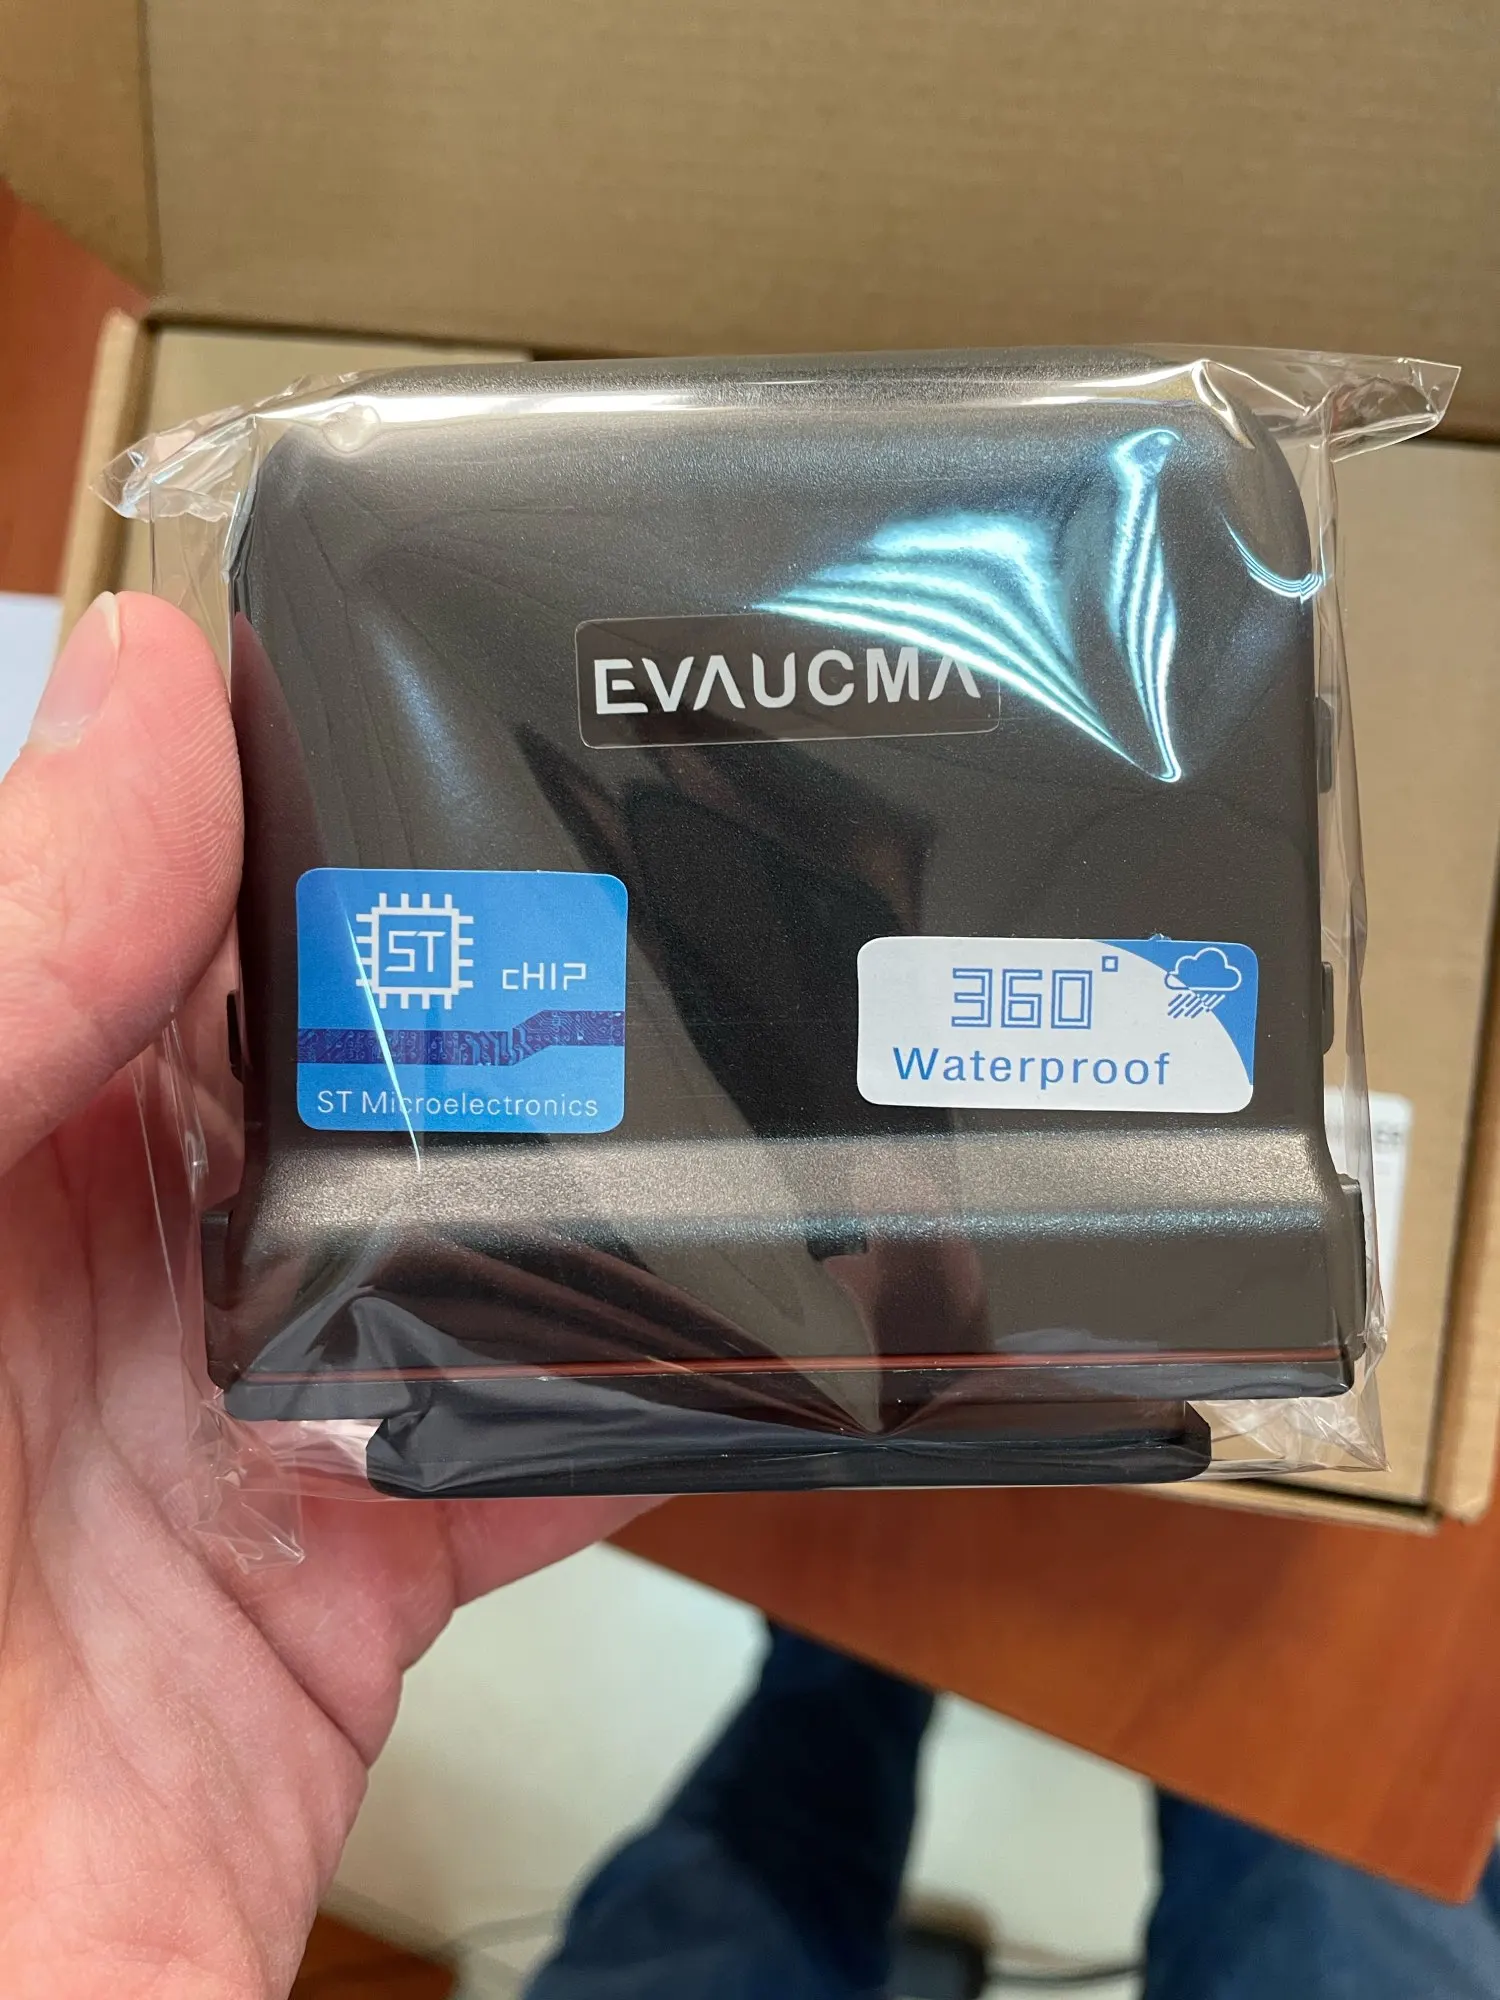 EVAUCMA
ST
cHIP
ST Microelectronics
360°
Waterproof